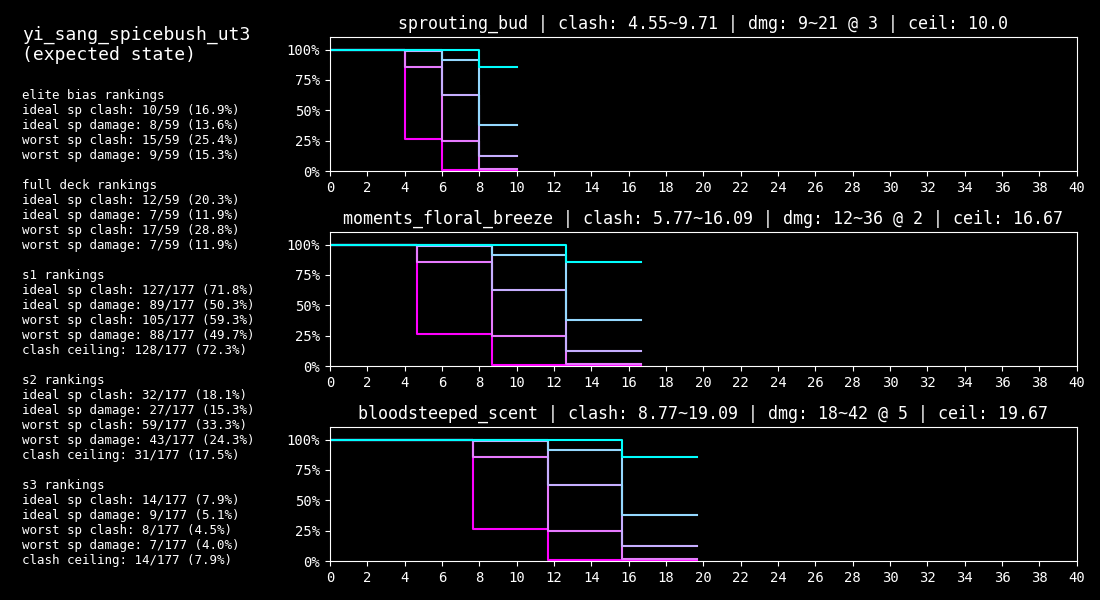 yi_sang_spicebush_ut3
(expected state)
elite bias rankings
ideal sp clash: 10/59 (16.9%)
ideal sp damage: 8/59 (13.6%)
worst sp clash: 15/59 (25.4%)
worst sp damage: 9/59 (15.3%)
full deck rankings
ideal sp clash: 12/59 (20.3%)
ideal sp damage: 7/59 (11.9%)
worst sp clash: 17/59 (28.8%)
worst sp damage: 7/59 (11.9%)
s1 rankings
ideal sp clash: 127/177 (71.8%)
ideal sp damage: 89/177 (50.3%)
worst sp clash: 105/177 (59.3%)
worst sp damage: 88/177 (49.7%)
clash ceiling: 128/177 (72.3%)
s2 rankings
ideal sp clash: 32/177 (18.1%)
ideal sp damage: 27/177 (15.3%)
worst sp clash: 59/177 (33.3%)
worst sp damage: 43/177 (24.3%)
clash ceiling: 31/177 (17.5%)
s3 rankings
ideal sp clash: 14/177 (7.9%)
ideal sp damage: 9/177 (5.1%)
worst sp clash: 8/177 (4.5%)
worst sp damage: 7/177 (4.0%)
clash ceiling: 14/177 (7.9%)
sprouting_bud | clash: 4.55~9.71 | dmg: 9~21 @ 3 | ceil: 10.0
100%
75%
50%
25%
0%
0 2 4 6 8 10 12 14 16 18 20 22 24 26 28 30 32 34 36 38 40
moments_floral_breeze | clash: 5.77~16.09 | dmg: 12~36 @ 2 | ceil: 16.67
100%
75%
50%
25%
0%
0 2 4 6 8 10 12 14 16 18 20 22 24 26 28 30 32 34 36 38 40
bloodsteeped_scent | clash: 8.77~19.09 | dmg: 18~42 @ 5 | ceil: 19.67
100%
75%
50%
25%
0%
0 2 4 6 8 10 12 14 16 18 20 22 24 26 28 30 32 34 36 38 40